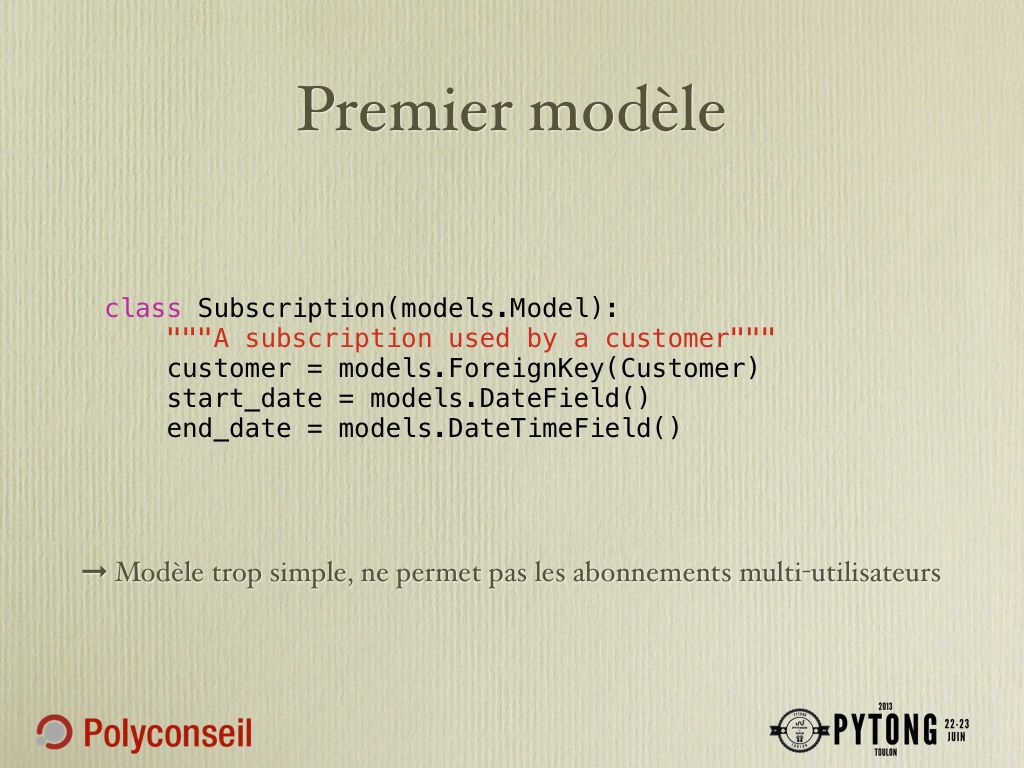 Premier modèle
class Subscription(models.Model):
    """A subscription used by a customer"""
    customer = models.ForeignKey(Customer)
    start_date = models.DateField()
    end_date = models.DateTimeField()
→ Modèle trop simple, ne permet pas les abonnements multi-utilisateurs
Polyconseil
2013
PYTONG
TOULON
22-23
JUIN